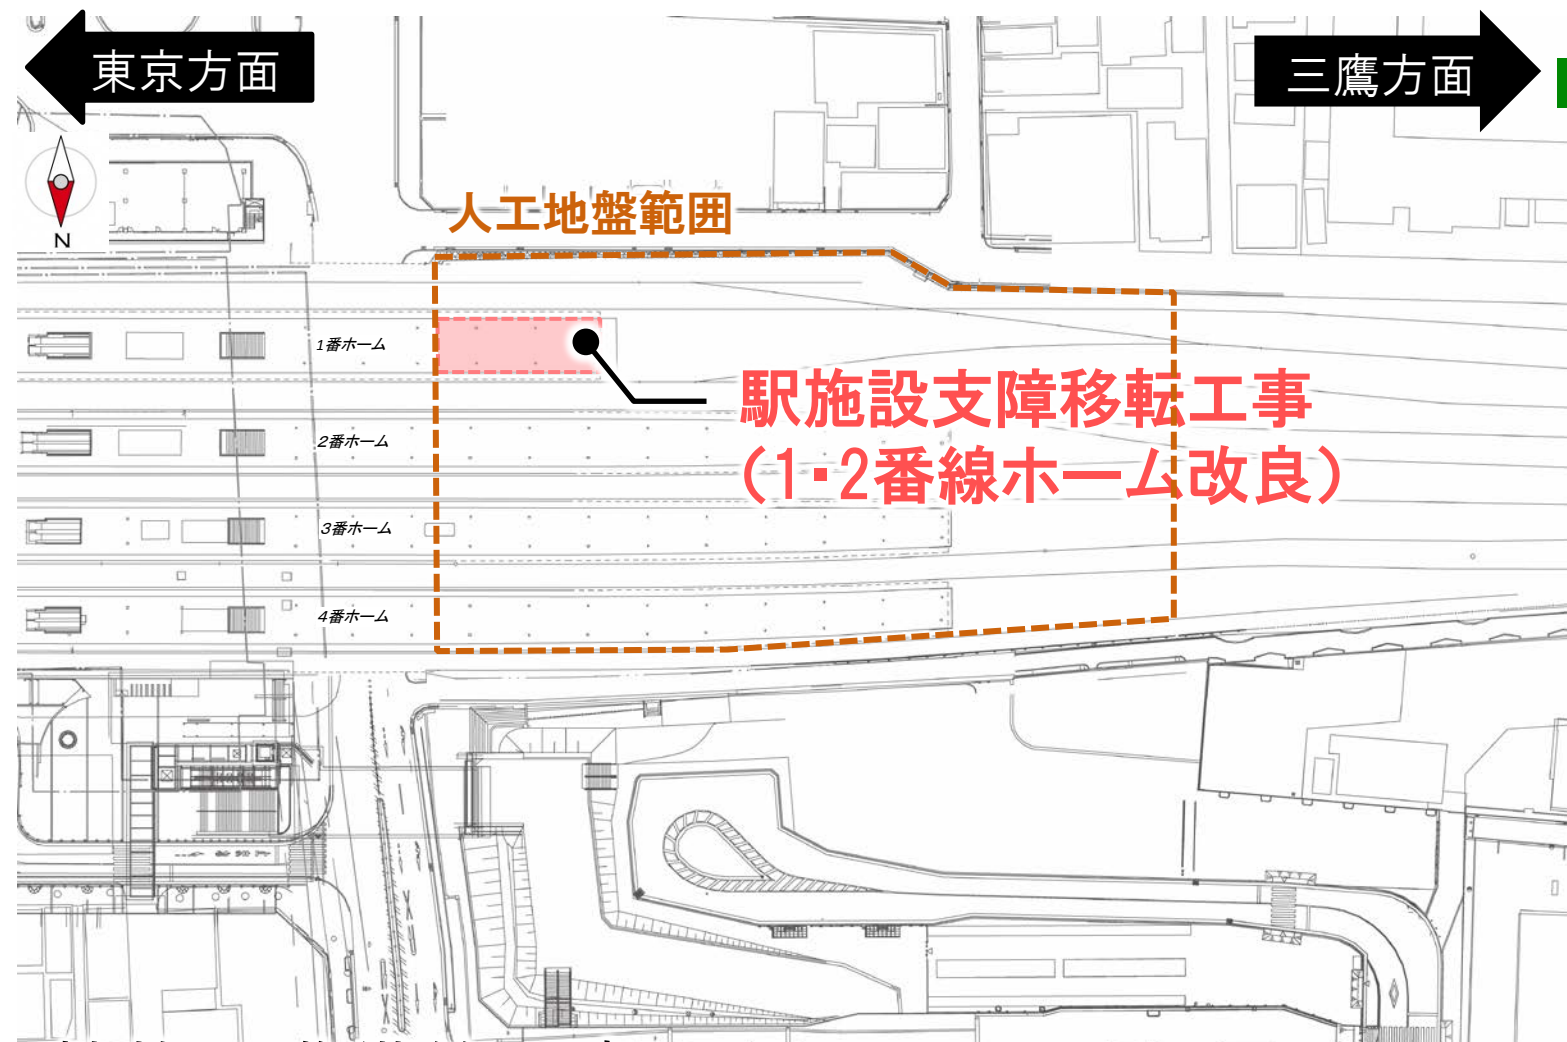 東京方面
三鷹方面
N
人工地盤範囲
1番ホーム
駅施設支障移転工事
(1・2番線ホーム改良)
2番ホーム
3番ホーム
4番ホーム